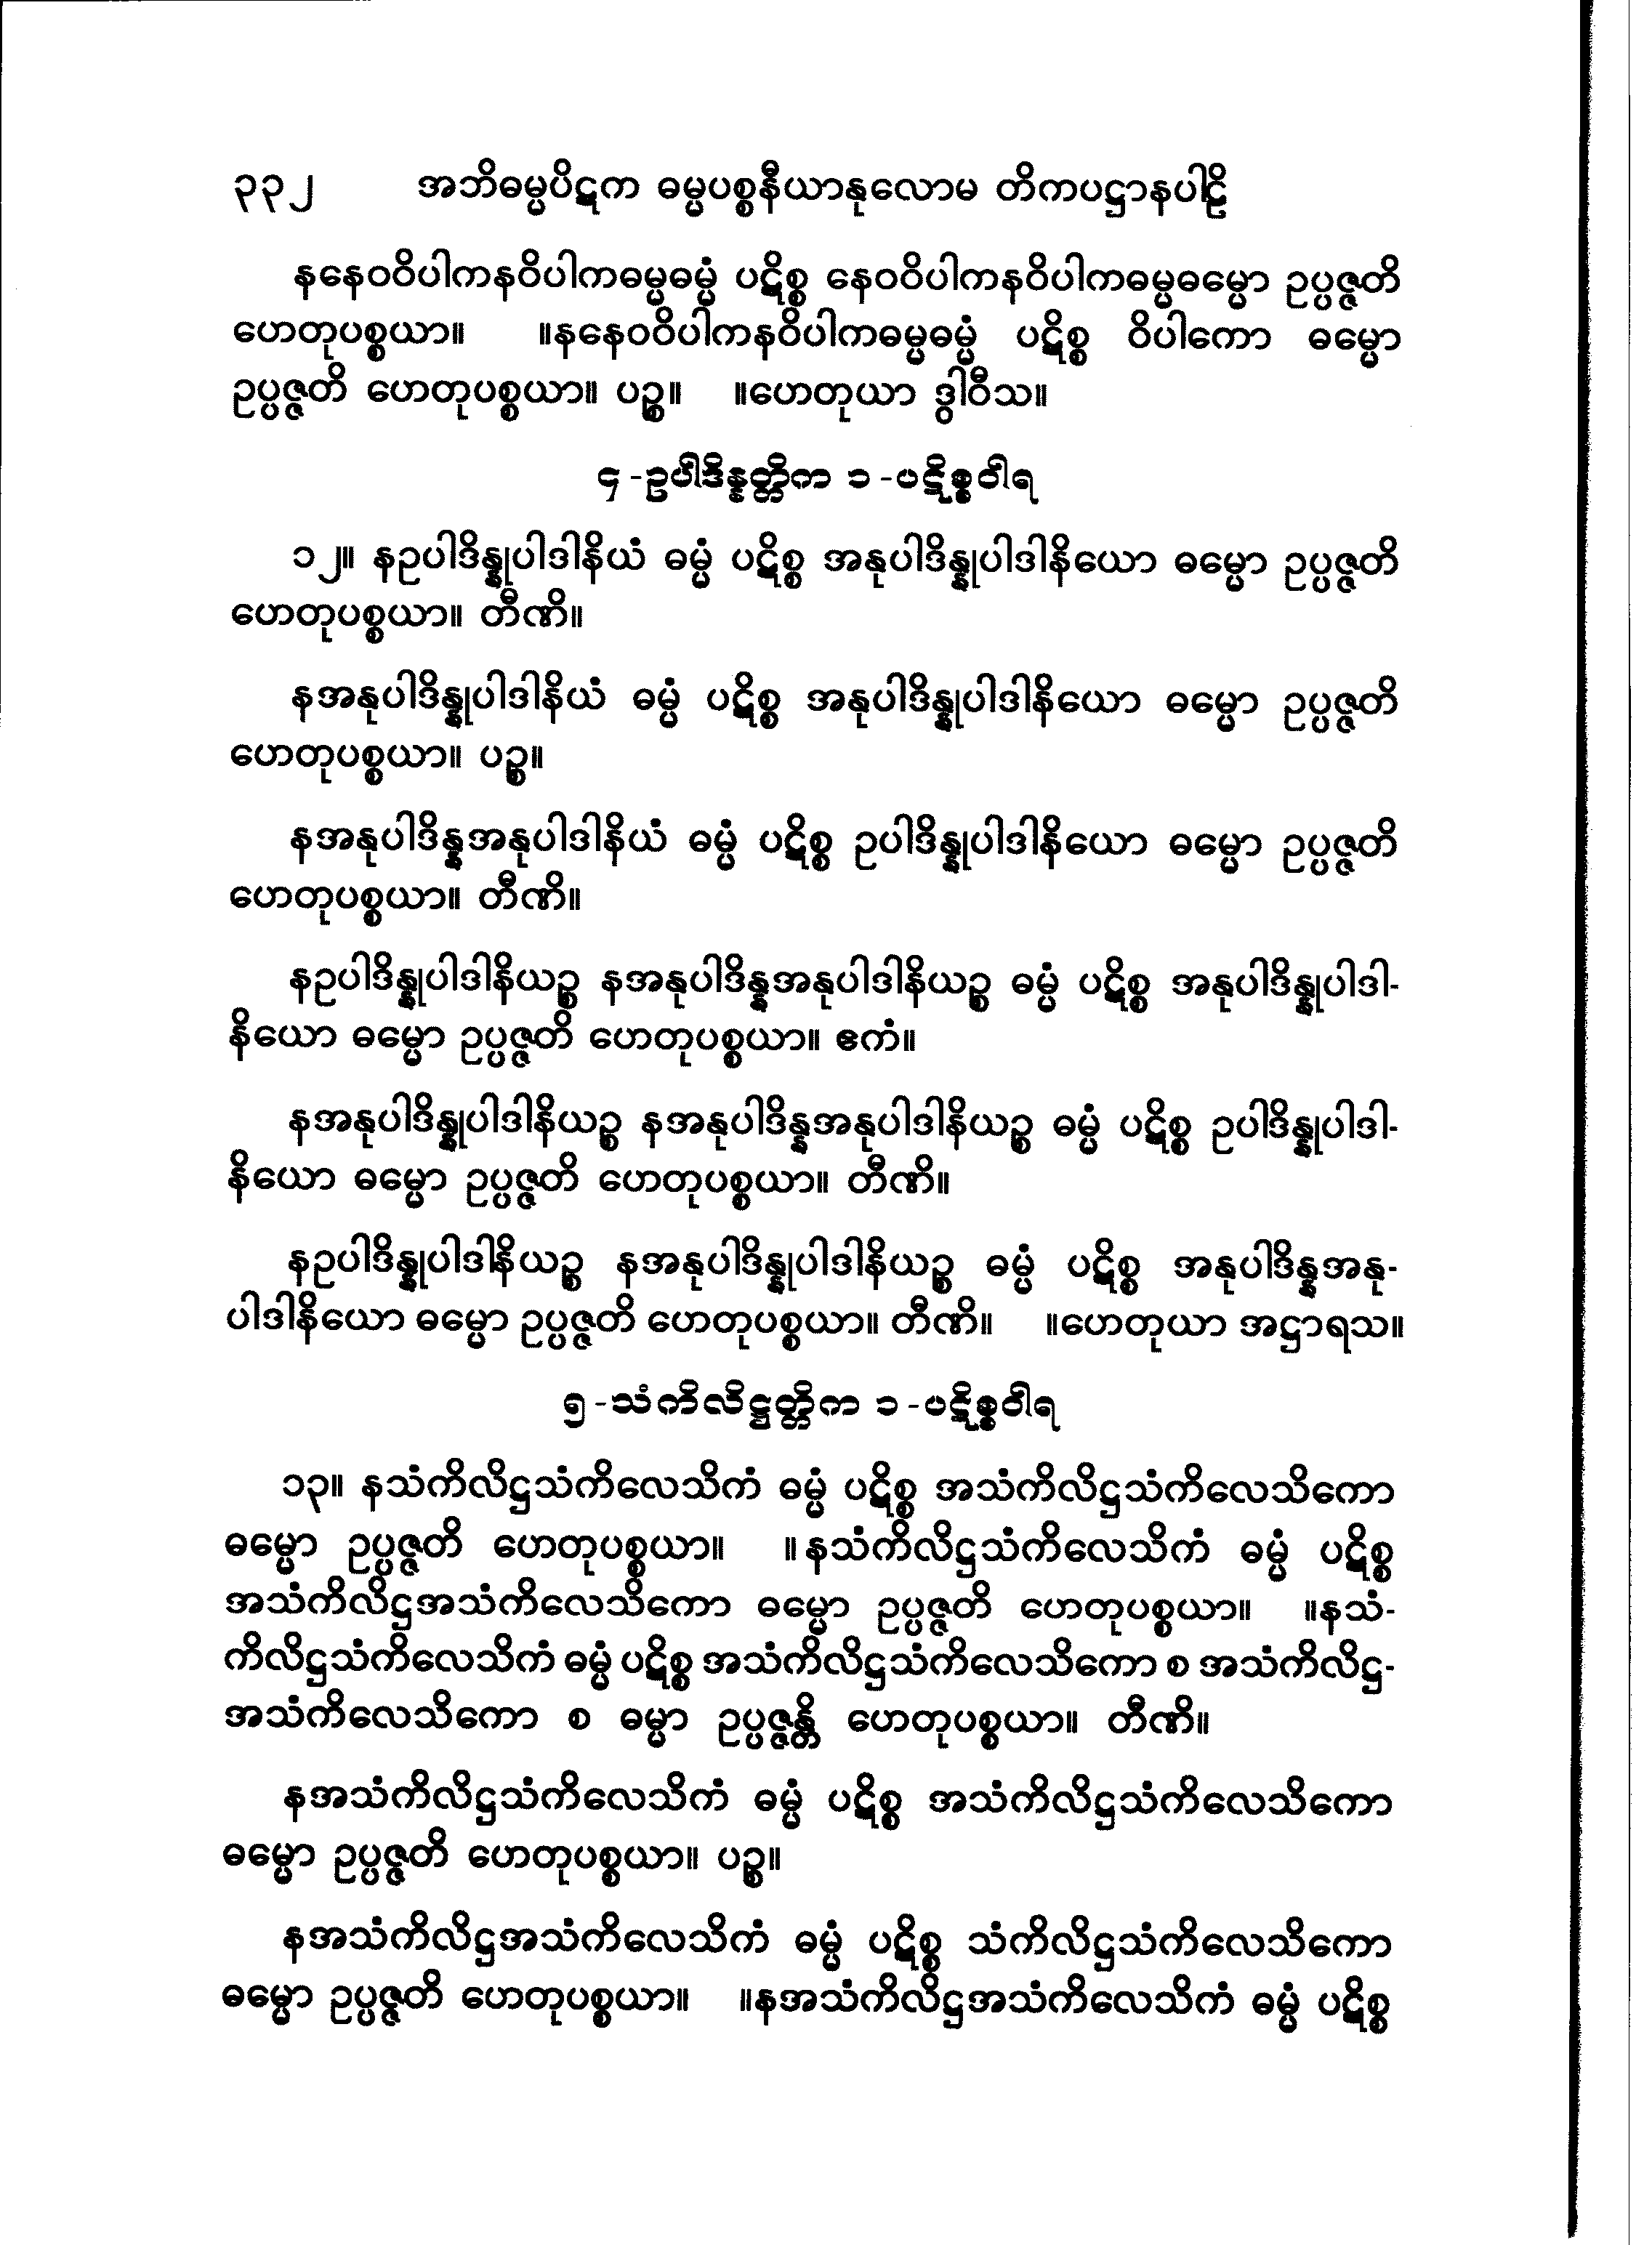 ၃၃၂ အဘိဓမ္မပိဋက ဓမ္မပစ္စနီယာနုလောမ တိကပဋ္ဌာနပါဠိ
နနေဝဝိပါကနဝိပါကဓမ္မဓမ္မံ ပဋိစ္စ နေဝဝိပါကနဝိပါကဓမ္မဓမ္မော ဥပ္ပဇ္ဇတိ
ဟေတုပစ္စယာ။ ။နနေဝဝိပါကနဝိပါကဓမ္မဓမ္မံ ပဋိစ္စ ဝိပါကော ဓမ္မော
ဥပ္ပဇ္ဇတိ ဟေတုပစ္စယာ။ ပဉ္စ။ ။ဟေတုယာ ဒွါဝီသ။
၄-ဥပါဒိန္နတ္တိက ၁-ပဋိစ္စဝါရ
၁၂။ နဥပါဒိန္နုပါဒါနိယံ ဓမ္မံ ပဋိစ္စ အနုပါဒိန္နုပါဒါနိယော ဓမ္မော ဥပ္ပဇ္ဇတိ
ဟေတုပစ္စယာ။ တီဏိ။
နအနုပါဒိန္နုပါဒါနိယံ ဓမ္မံ ပဋိစ္စ အနုပါဒိန္နုပါဒါနိယော ဓမ္မော ဥပ္ပဇ္ဇတိ
ဟေတုပစ္စယာ။ ပဉ္စ။
နအနုပါဒိန္နအနုပါဒါနိယံ ဓမ္မံ ပဋိစ္စ ဥပါဒိန္နုပါဒါနိယော ဓမ္မော ဥပ္ပဇ္ဇတိ
ဟေတုပစ္စယာ။ တီဏိ။
နဥပါဒိန္နုပါဒါနိယဉ္စ နအနုပါဒိန္နအနုပါဒါနိယဉ္စ ဓမ္မံ ပဋိစ္စ အနုပါဒိန္နုပါဒါ-
နိယော ဓမ္မော ဥပ္ပဇ္ဇတိ ဟေတုပစ္စယာ။ ဧကံ။
နအနုပါဒိန္နုပါဒါနိယဉ္စ နအနုပါဒိန္နအနုပါဒါနိယဉ္စ ဓမ္မံ ပဋိစ္စ ဥပါဒိန္နုပါဒါ-
နိယော ဓမ္မော ဥပ္ပဇ္ဇတိ ဟေတုပစ္စယာ။ တီဏိ။
နဥပါဒိန္နုပါဒါနိယဉ္စ နအနုပါဒိန္နုပါဒါနိယဉ္စ ဓမ္မံ ပဋိစ္စ အနုပါဒိန္နအနု-
ပါဒါနိယော ဓမ္မော ဥပ္ပဇ္ဇတိ ဟေတုပစ္စယာ။ တီဏိ။ ။ဟေတုယာ အဋ္ဌာရသ။
၅-သံကိလိဋ္ဌတ္တိက ၁-ပဋိစ္စဝါရ
၁၃။ နသံကိလိဋ္ဌသံကိလေသိကံ ဓမ္မံ ပဋိစ္စ အသံကိလိဋ္ဌသံကိလေသိကော
ဓမ္မော ဥပ္ပဇ္ဇတိ ဟေတုပစ္စယာ။ ။နသံကိလိဋ္ဌသံကိလေသိကံ ဓမ္မံ ပဋိစ္စ
အသံကိလိဋ္ဌအသံကိလေသိကော ဓမ္မော ဥပ္ပဇ္ဇတိ ဟေတုပစ္စယာ။ ။နသံ-
ကိလိဋ္ဌသံကိလေသိကံ ဓမ္မံ ပဋိစ္စ အသံကိလိဋ္ဌသံကိလေသိကော စ အသံကိလိဋ္ဌ-
အသံကိလေသိကော စ ဓမ္မာ ဥပ္ပဇ္ဇန္တိ ဟေတုပစ္စယာ။ တီဏိ။
နအသံကိလိဋ္ဌသံကိလေသိကံ ဓမ္မံ ပဋိစ္စ အသံကိလိဋ္ဌသံကိလေသိကော
ဓမ္မော ဥပ္ပဇ္ဇတိ ဟေတုပစ္စယာ။ ပဉ္စ။
နအသံကိလိဋ္ဌအသံကိလေသိကံ ဓမ္မံ ပဋိစ္စ သံကိလိဋ္ဌသံကိလေသိကော
ဓမ္မော ဥပ္ပဇ္ဇတိ ဟေတုပစ္စယာ။ ။နအသံကိလိဋ္ဌအသံကိလေသိကံ ဓမ္မံ ပဋိစ္စ